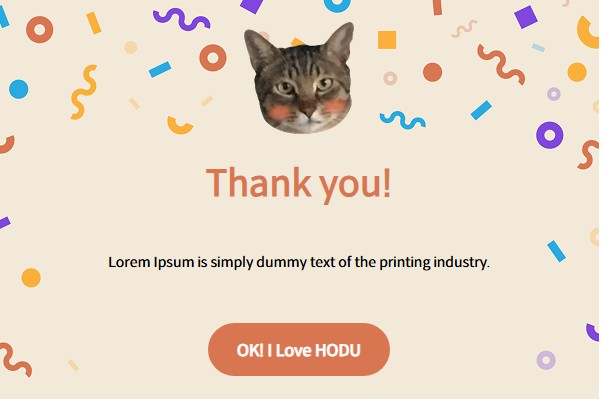 Thank you!
Lorem Ipsum is simply dummy text of the printing industry.
OK! I Love HODU